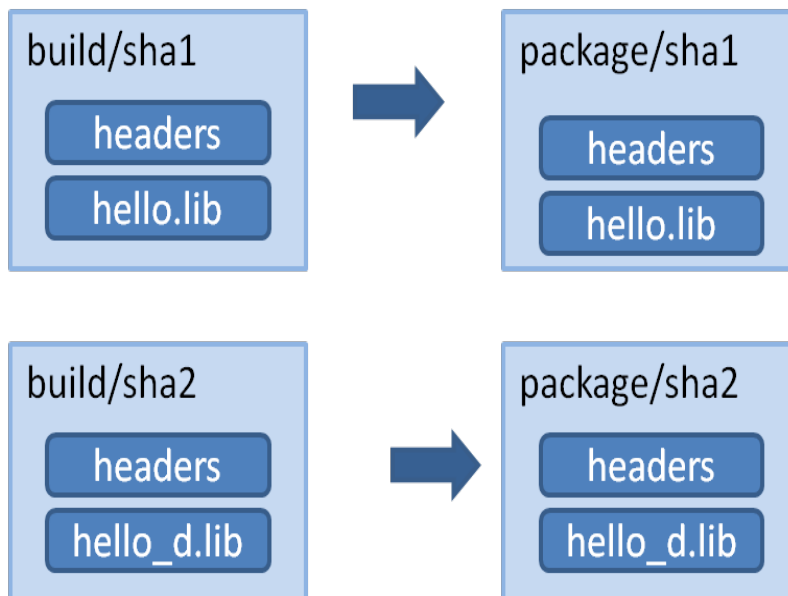 build/sha1
headers
hello.lib
package/sha1
headers
hello.lib
build/sha2
headers
hello_d.lib
package/sha2
headers
hello_d.lib